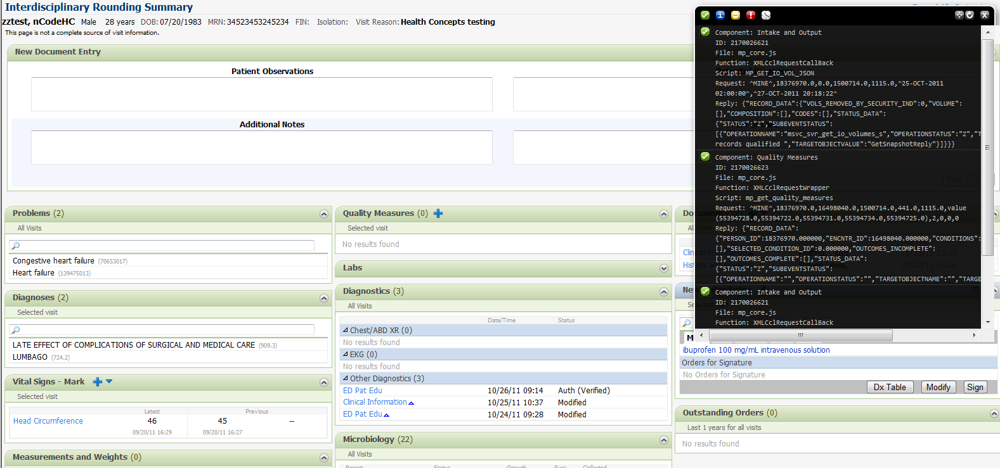 Interdisciplinary Rounding Summary
zztest, nCodeHC Male 28 years DOB: 07/20/1983 MRN: 34523453245234 FIN: Isolation: Visit Reason: Health Concepts testing
This page is not a complete source of visit information.
New Document Entry
Patient Observations
Additional Notes
Sign
Problems (2)
All Visits
Congestive heart failure (70653017)
Heart failure (139475013)
Diagnoses (2)
Selected visit
LATE EFFECT OF COMPLICATIONS OF SURGICAL AND MEDICAL CARE (909.3)
LUMBAGO (724.2)
Vital Signs - Mark
Selected visit
Latest Previous
Head Circumference 46 45 --
09/20/11 16:29 09/20/11 16:27
Measurements and Weights (0)
Quality Measures (0)
Selected visit
No results found
Labs
Diagnostics (3)
All Visits
Date/Time Status
Chest/ABD XR (0)
No results found
EKG (0)
No results found
Other Diagnostics (3)
ED Pat Edu 10/26/11 09:14 Auth (Verified)
Clinical Information 10/25/11 10:37 Modified
ED Pat Edu 10/24/11 09:28 Modified
Microbiology (22)
All Visits
Report Status Growth Susc Collected
Component: Intake and Output
ID: 2170026621
File: mp_core.js
Function: XMLCclRequestCallBack
Script: MP_GET_IO_VOL_JSON
Request: ^MINE^,18376970.0,0.0,1500714.0,1115.0,^25-OCT-2011
02:00:00^,^27-OCT-2011 20:18:22^
Reply: {"RECORD_DATA":{"VOLS_REMOVED_BY_SECURITY_IND":0,"VOLUME":
[],"COMPOSITION":[],"CODES":[],"STATUS_DATA":
{"STATUS":"Z","SUBEVENTSTATUS":
[{"OPERATIONNAME":"msvc_svr_get_io_volumes_s","OPERATIONSTATUS":"Z","T
records qualified ","TARGETOBJECTVALUE":"GetSnapshotReply"}]}}}
Component: Quality Measures
ID: 2170026623
File: mp_core.js
Function: XMLCclRequestWrapper
Script: mp_get_quality_measures
Request: ^MINE^,18376970.0,16498040.0,1500714.0,441.0,1115.0,value
(55394728.0,55394722.0,55394731.0,55394734.0,55394725.0),2,0,0,0
Reply: {"RECORD_DATA":
{"PERSON_ID":18376970.000000,"ENCNTR_ID":16498040.000000,"CONDITIONS":
[],"SELECTED_CONDITION_ID":0.000000,"OUTCOMES_INCOMPLETE":
[],"OUTCOMES_COMPLETE":[],"STATUS_DATA":
{"STATUS":"Z","SUBEVENTSTATUS":
[{"OPERATIONNAME":"","OPERATIONSTATUS":"","TARGETOBJECTNAME":"","TARGE
Component: Intake and Output
ID: 2170026621
File: mp_core.js
Function: XMLCclRequestCallBack
ibuprofen 100 mg/mL intravenous solution
Orders for Signature
No Orders for Signature
Dx Table Modify Sign
Outstanding Orders (0)
Last 1 years for all visits
No results found